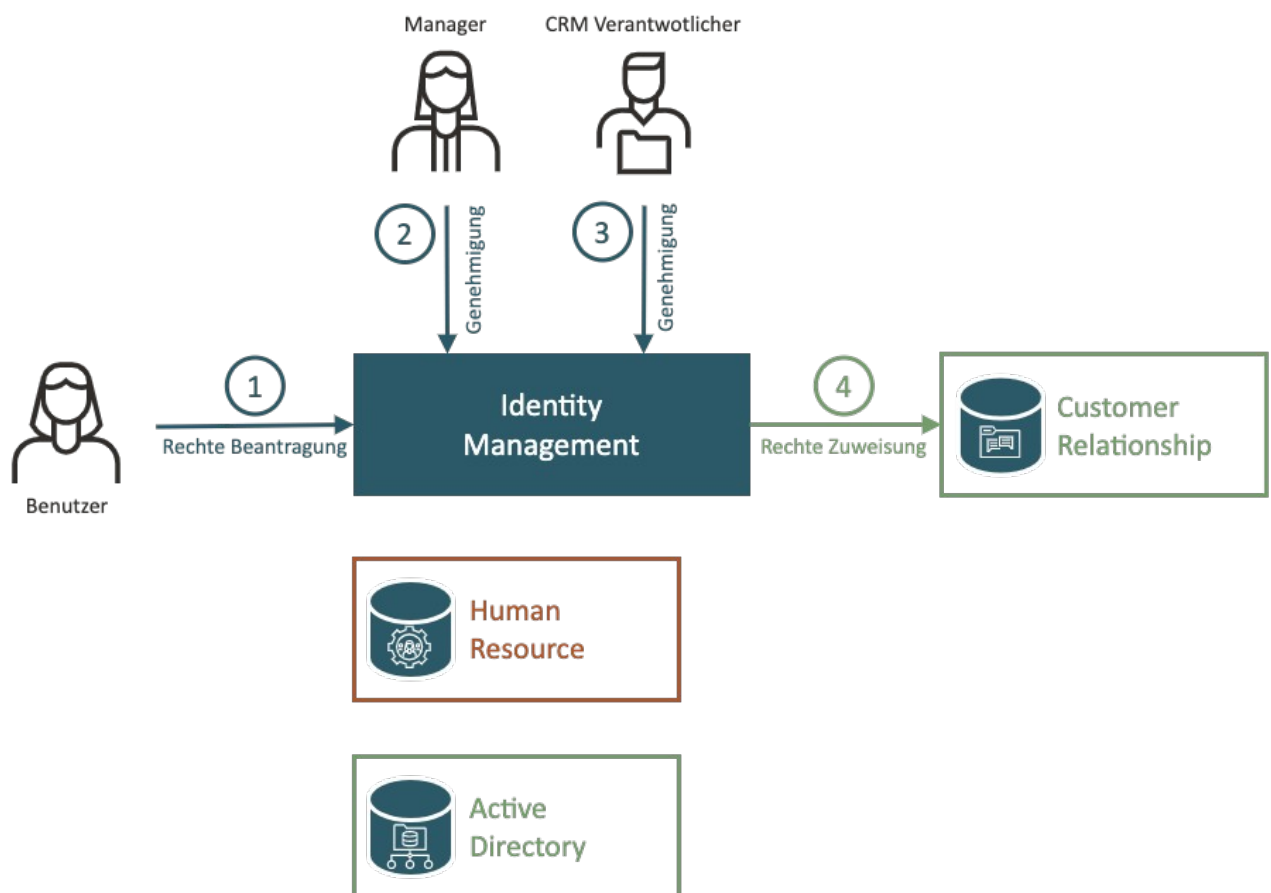 Manager
CRM Verantwotlicher
2
Genehmigung
3
Genehmigung
1
Rechte Beantragung
Benutzer
Identity
Management
4
Rechte Zuweisung
Customer
Relationship
Human
Resource
Active
Directory